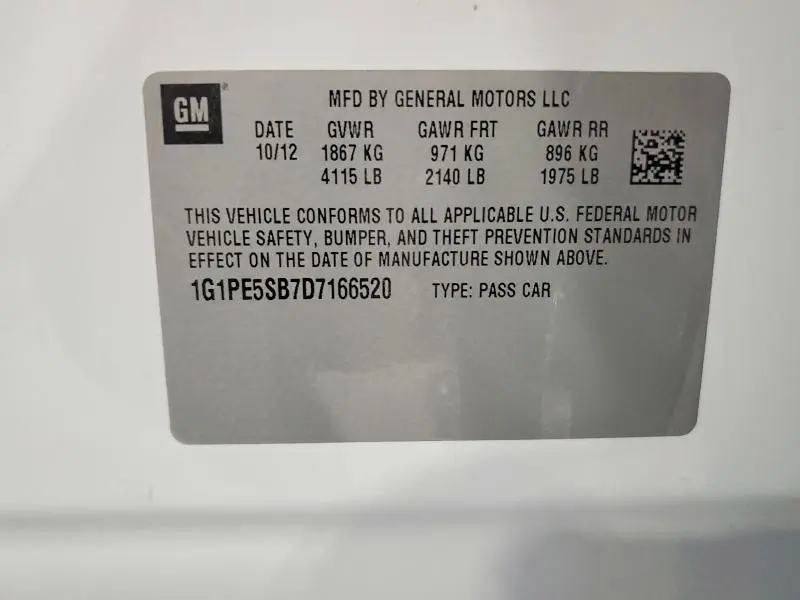 GM
MFD BY GENERAL MOTORS LLC
DATE GVWR GAWR FRT GAWR RR
10/12 1867 KG 971 KG 896 KG
4115 LB 2140 LB 1975 LB
THIS VEHICLE CONFORMS TO ALL APPLICABLE U.S. FEDERAL MOTOR
VEHICLE SAFETY, BUMPER, AND THEFT PREVENTION STANDARDS IN
EFFECT ON THE DATE OF MANUFACTURE SHOWN ABOVE.
1G1PE5SB7D7166520 TYPE: PASS CAR